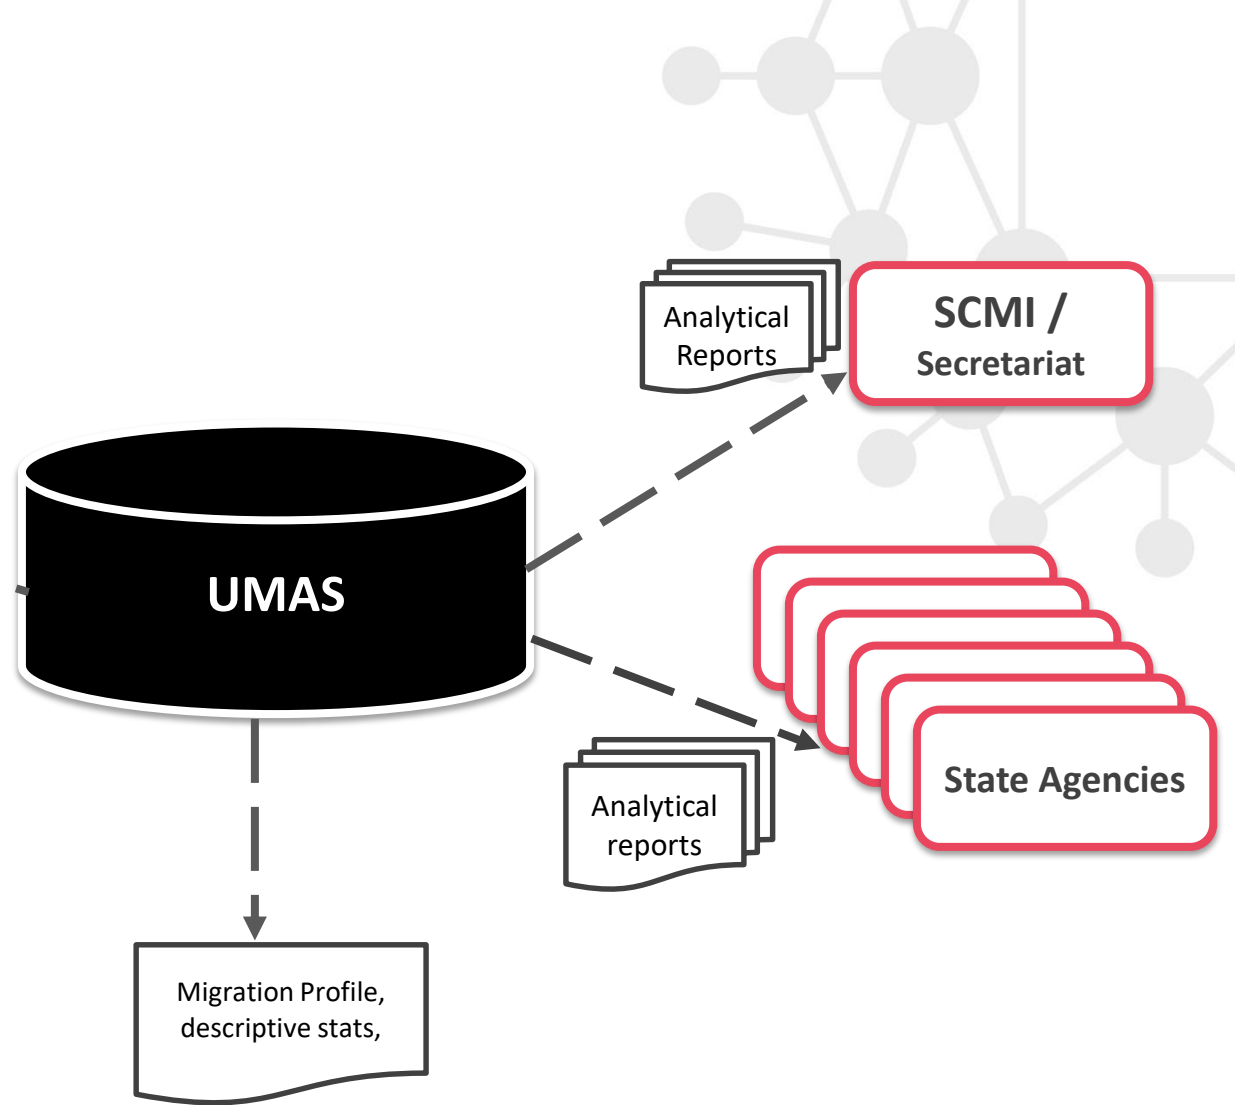 Analytical
Reports
SCMI /
Secretariat
UMAS
State Agencies
Analytical
reports
Migration Profile,
descriptive stats,